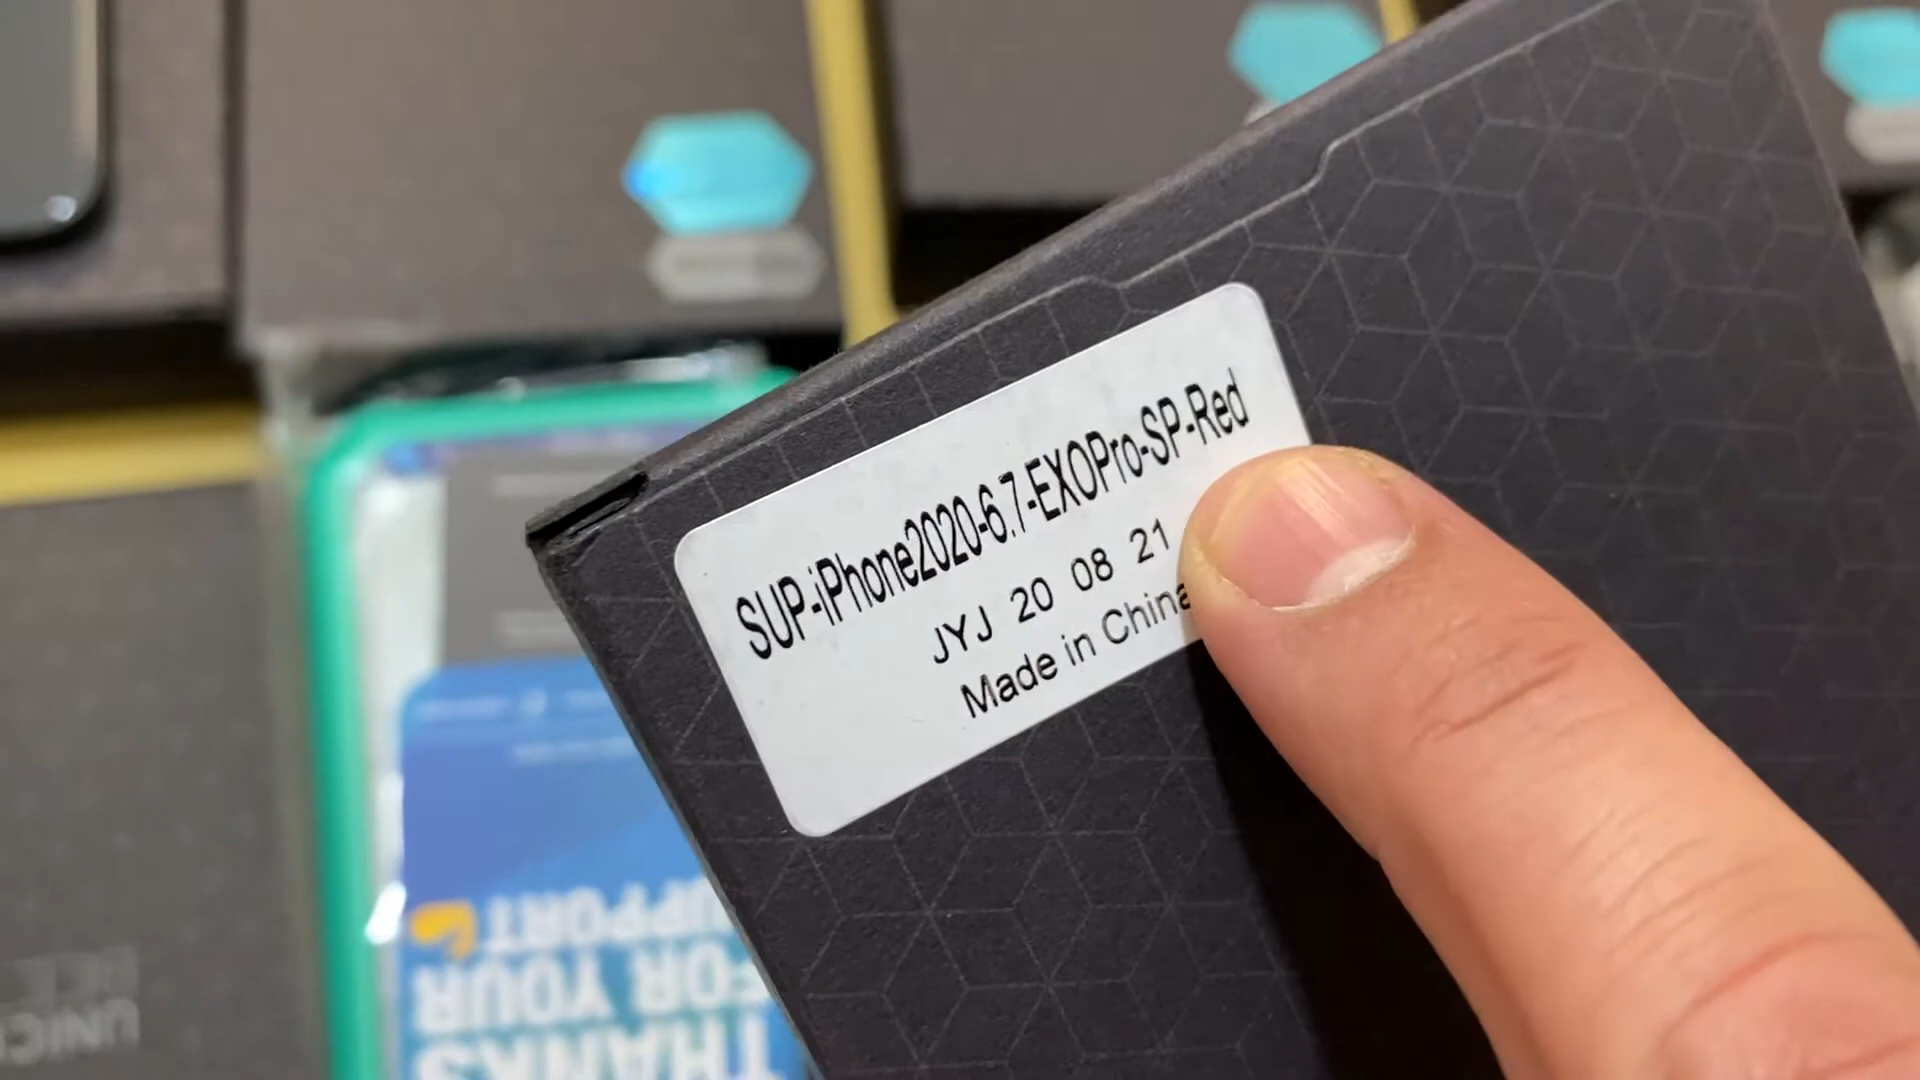 SUP-iPhone2020-6.7-EXOPro-SP-Red
JYJ 20 08 21
Made in China
THANKS
FOR YOUR
SUPPORT